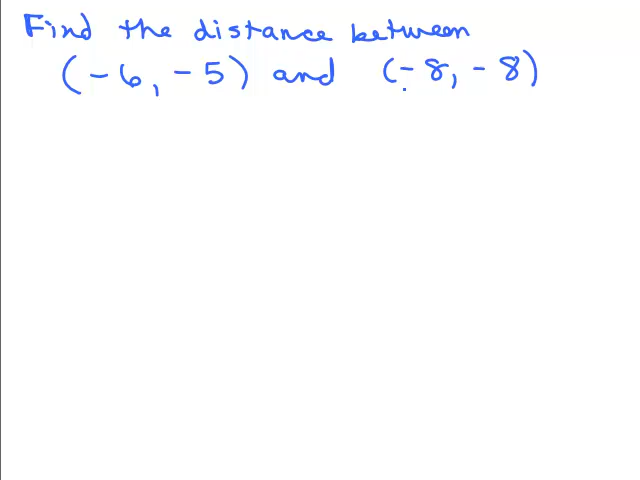 Find the distance between
(-6, -5) and (-8, -8)